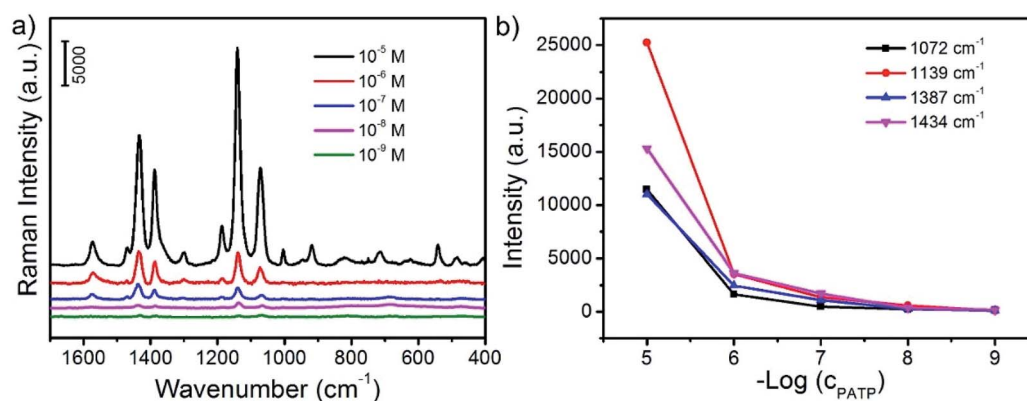 a)
5000
10⁻⁵ M
10⁻⁶ M
10⁻⁷ M
10⁻⁸ M
10⁻⁹ M
Raman Intensity (a.u.)
1600 1400 1200 1000 800 600 400
Wavenumber (cm⁻¹)
b)
1072 cm⁻¹
1139 cm⁻¹
1387 cm⁻¹
1434 cm⁻¹
Intensity (a.u.)
25000
20000
15000
10000
5000
0
5 6 7 8 9
-Log (c_PATP)